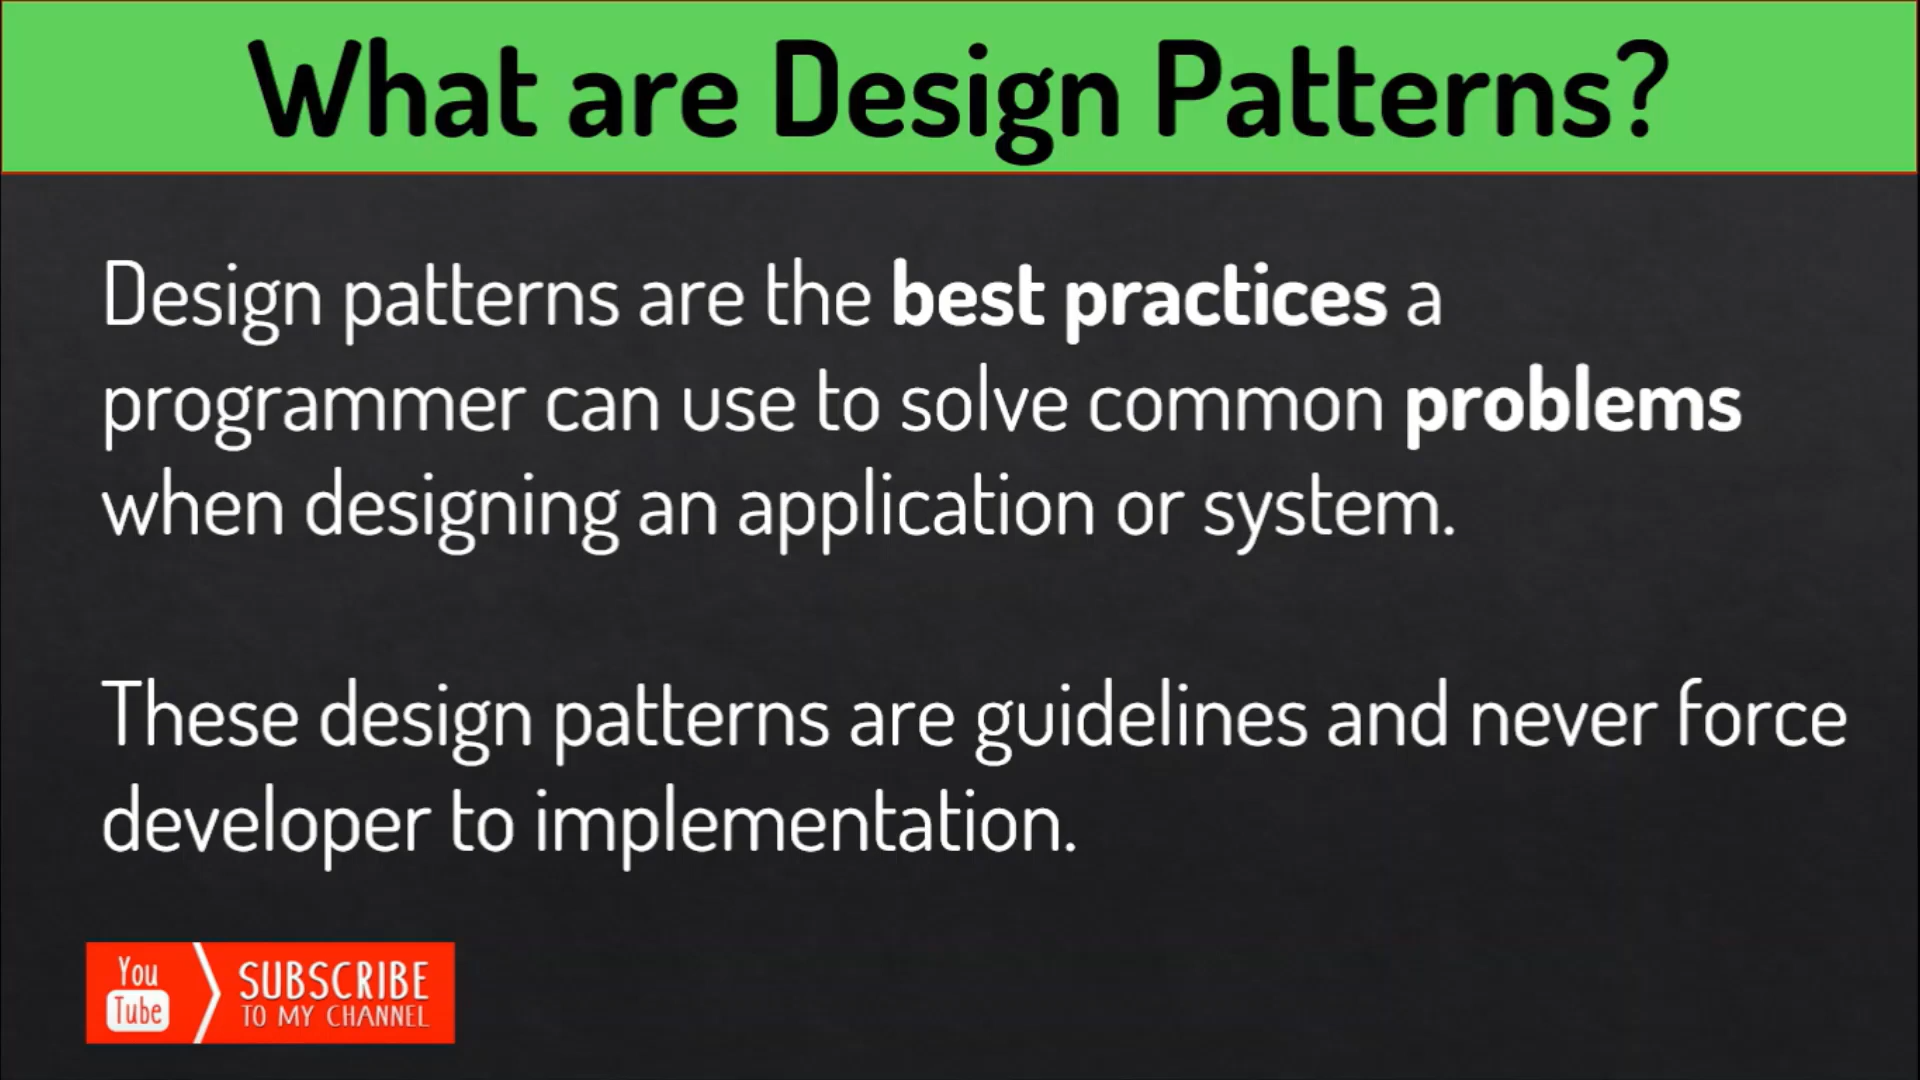 What are Design Patterns?
Design patterns are the best practices a
programmer can use to solve common problems
when designing an application or system.
These design patterns are guidelines and never force
developer to implementation.
You
Tube
SUBSCRIBE
TO MY CHANNEL